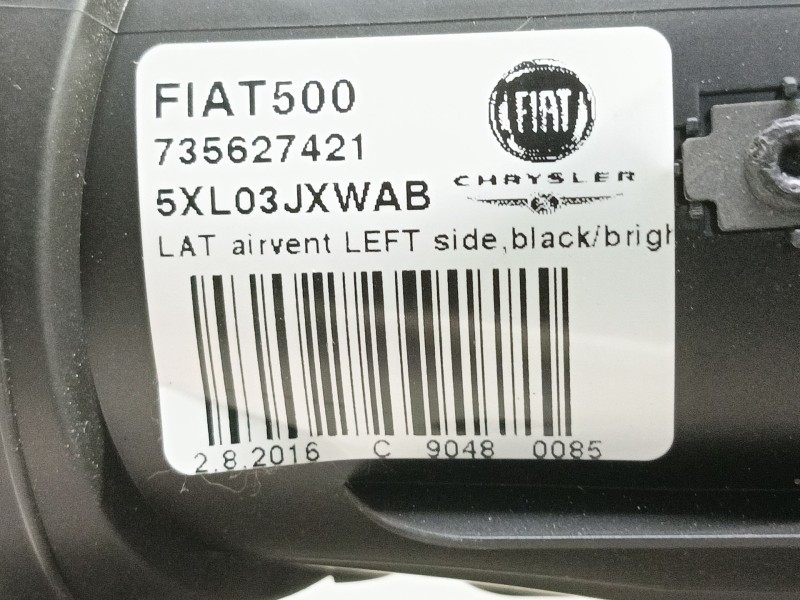 FIAT500
FIAT
735627421
CHRYSLER
5XL03JXWAB
LAT airvent LEFT side,black/brigh
2.8.2016 C 9048 0085